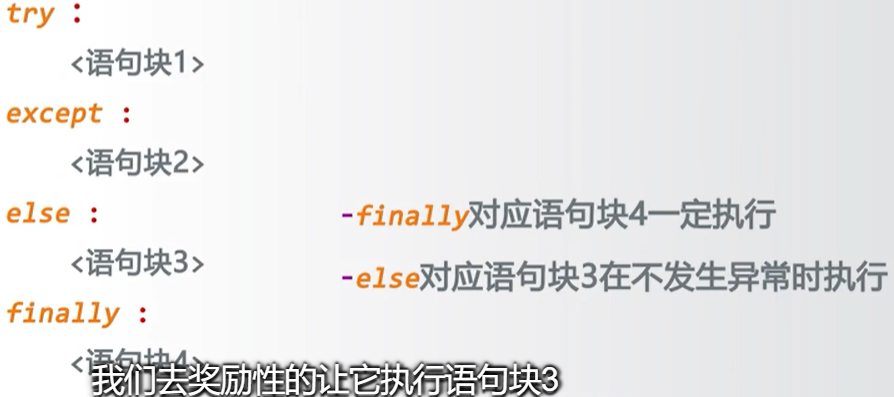 try :
<语句块1>
except :
<语句块2>
else :
<语句块3>
finally :
<语句块4>
-finally对应语句块4一定执行
-else对应语句块3在不发生异常时执行
我们去奖励性的让它执行语句块3